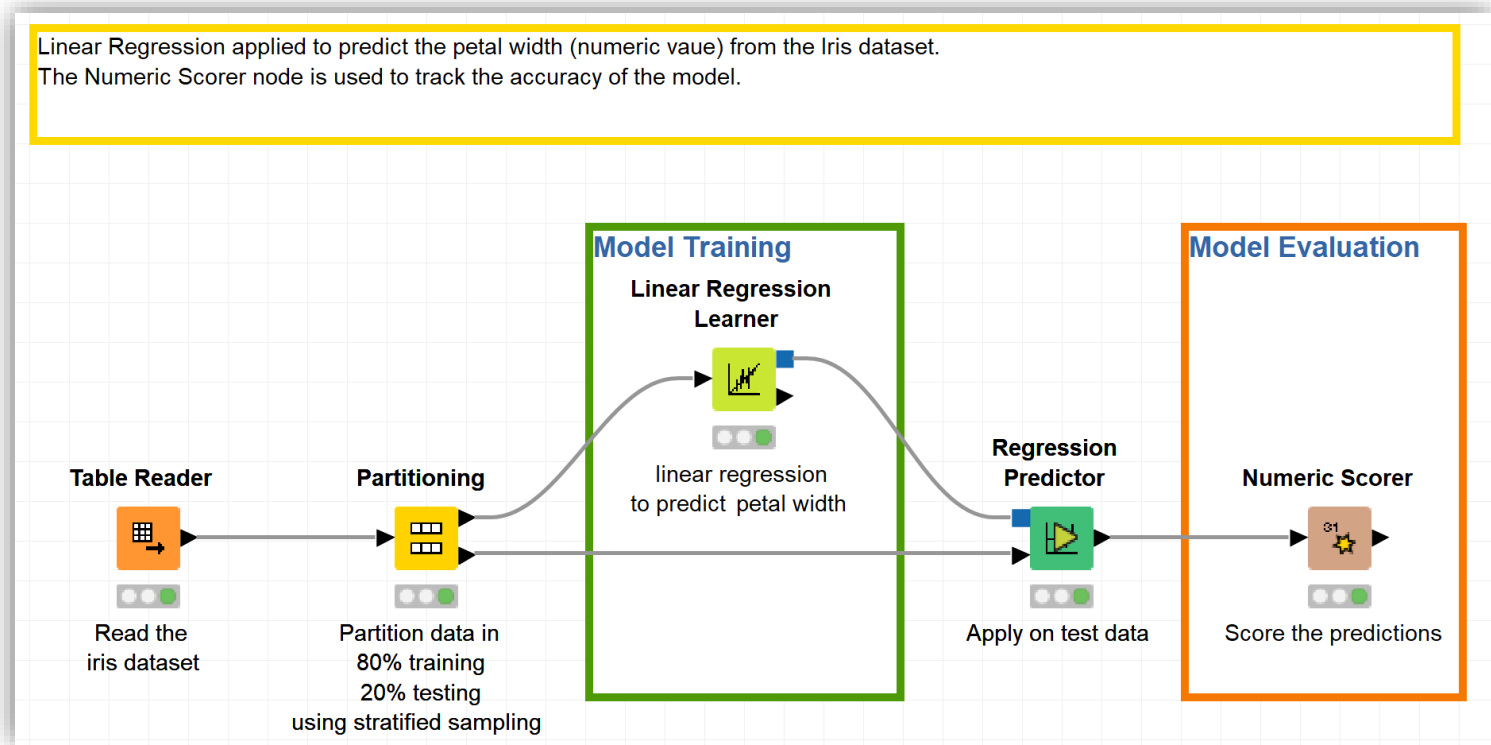 Linear Regression applied to predict the petal width (numeric vaue) from the Iris dataset.
The Numeric Scorer node is used to track the accuracy of the model.
Model Training
Linear Regression
Learner
linear regression
to predict petal width
Model Evaluation
Table Reader
Read the
iris dataset
Partitioning
Partition data in
80% training
20% testing
using stratified sampling
Regression
Predictor
Apply on test data
Numeric Scorer
31
Score the predictions